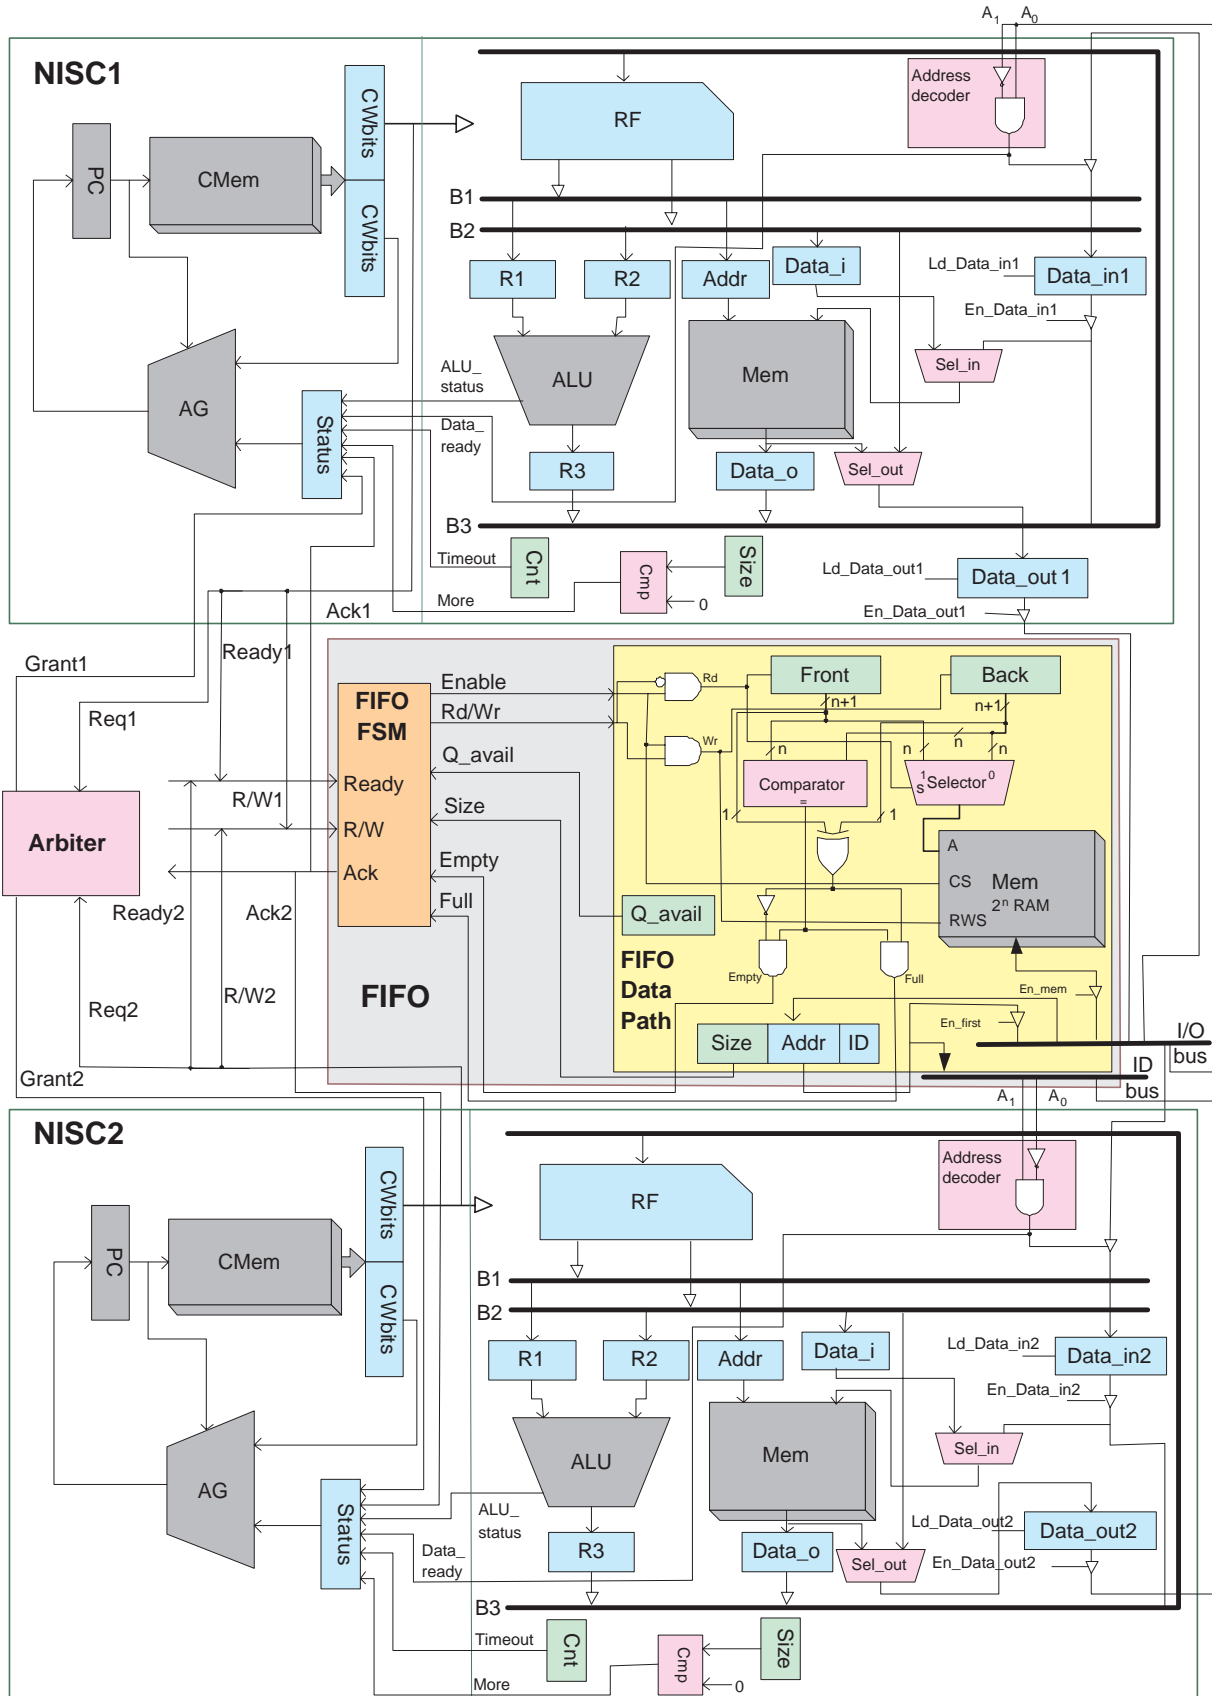 A1 A0
NISC1
Address
decoder
CWbits
RF
PC
CMem
CWbits
B1
B2
R1
R2
Addr
Data_i
Ld_Data_in1
Data_in1
En_Data_in1
AG
ALU_
status
ALU
Mem
Sel_in
Status
Data_
ready
R3
Data_o
Sel_out
B3
Timeout
Cnt
Cmp
Size
Ld_Data_out1
Data_out 1
More
0
En_Data_out1
Ack1
Grant1
Ready1
Req1
Enable
Rd/Wr
FIFO
FSM
Rd
Front
Back
n+1
n+1
Wr
Q_avail
n
n
n
n
Ready
R/W1
Comparator
=
1
Selector
0
S
Size
1
1
Arbiter
R/W
Empty
A
Ack
CS
Mem
2n RAM
Full
Ready2
Ack2
Q_avail
RWS
FIFO
Data
Path
Empty
Full
R/W2
FIFO
En_mem
Req2
En_first
I/O
bus
Size
Addr
ID
Grant2
ID
bus
A1
A0
NISC2
Address
decoder
CWbits
RF
PC
CMem
CWbits
B1
B2
R1
R2
Addr
Data_i
Ld_Data_in2
Data_in2
En_Data_in2
AG
ALU
Mem
Sel_in
Status
ALU_
status
Ld_Data_out2
Data_out2
Data_
ready
R3
Data_o
Sel_out
En_Data_out2
B3
Timeout
Cnt
Cmp
Size
More
0